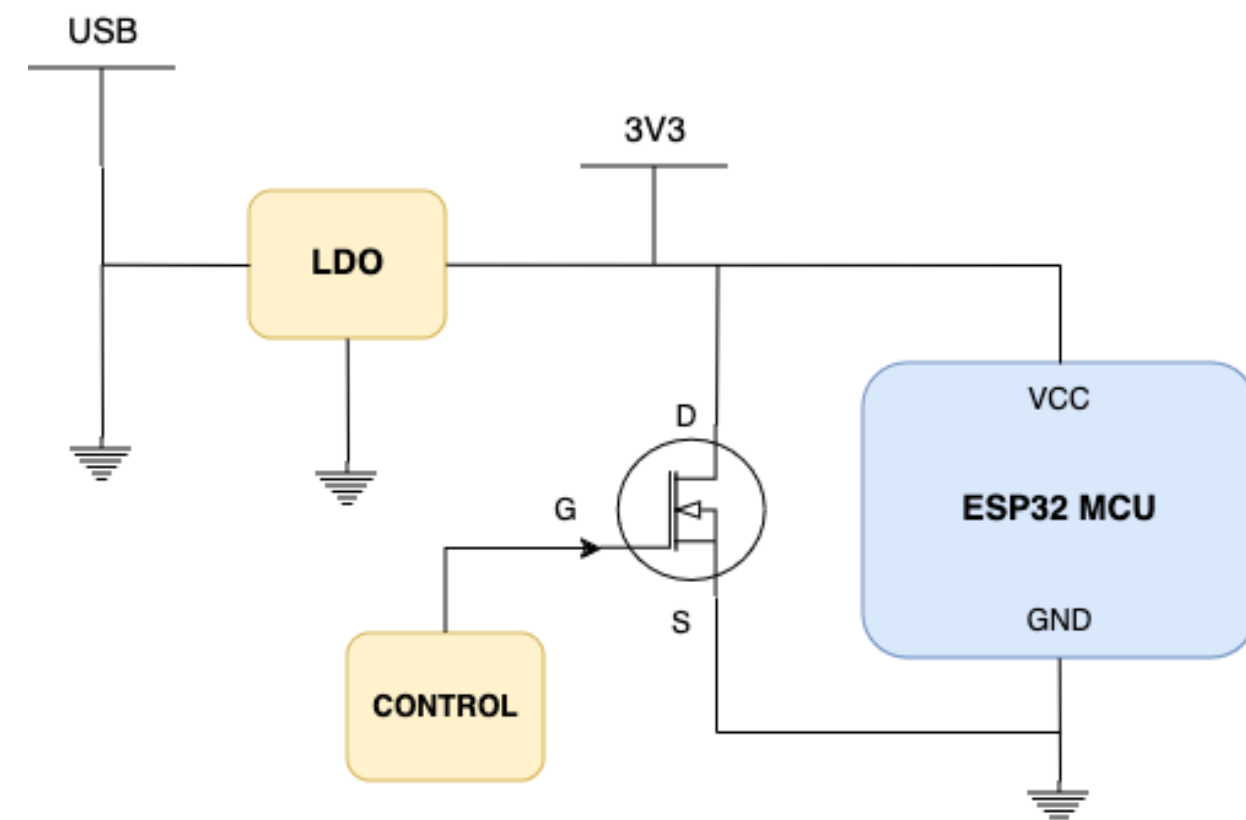 USB
3V3
LDO
D
VCC
G
ESP32 MCU
S
GND
CONTROL